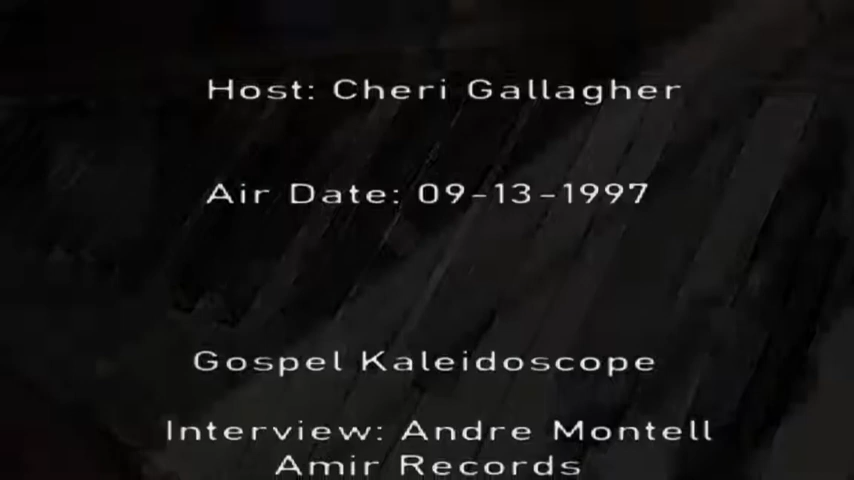 Host: Cheri Gallagher
Air Date: 09-13-1997
Gospel Kaleidoscope
Interview: Andre Montell
Amir Records